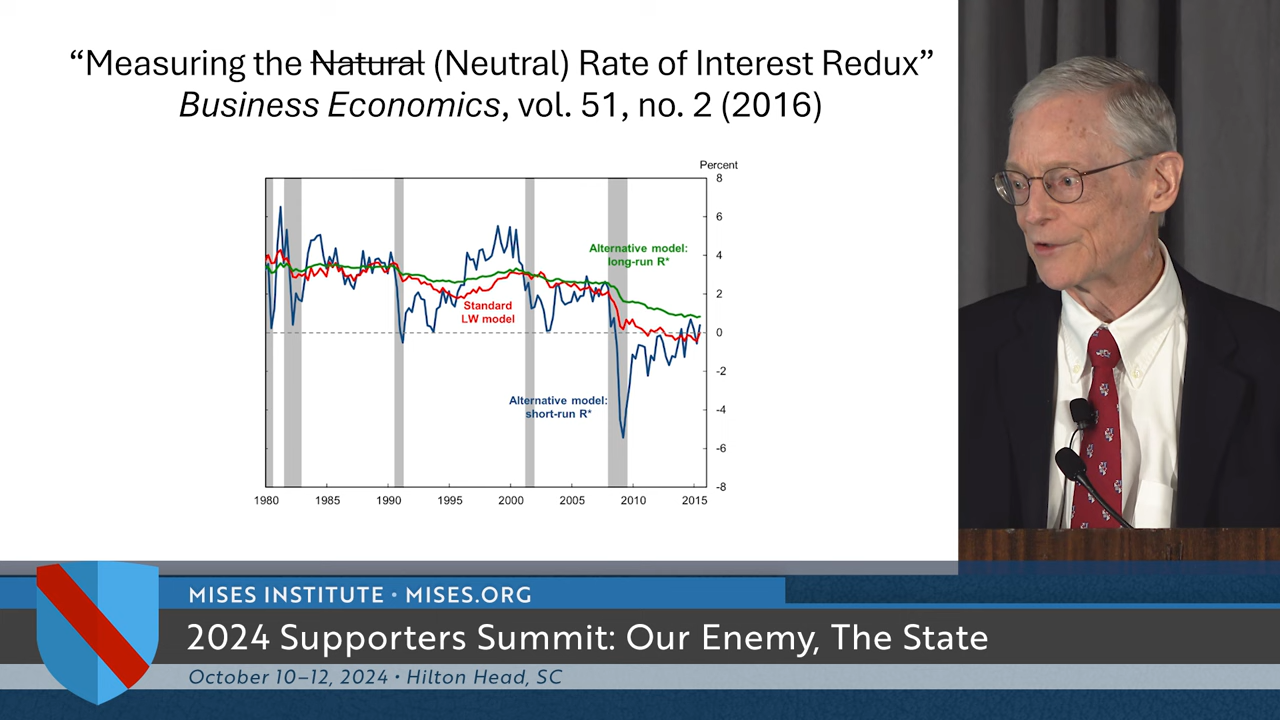 “Measuring the Natural (Neutral) Rate of Interest Redux”
Business Economics, vol. 51, no. 2 (2016)
Percent
8
6
4
2
0
-2
-4
-6
-8
Alternative model:
long-run R*
Standard
LW model
Alternative model:
short-run R*
1980 1985 1990 1995 2000 2005 2010 2015
MISES INSTITUTE • MISES.ORG
2024 Supporters Summit: Our Enemy, The State
October 10–12, 2024 • Hilton Head, SC